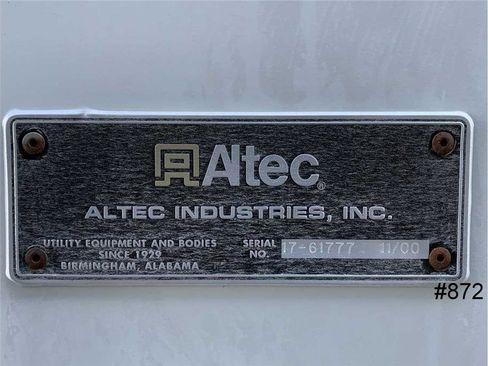 Altec®
ALTEC INDUSTRIES, INC.
UTILITY EQUIPMENT AND BODIES
SINCE 1929
BIRMINGHAM, ALABAMA
SERIAL NO. 17-61777 11/00
#872